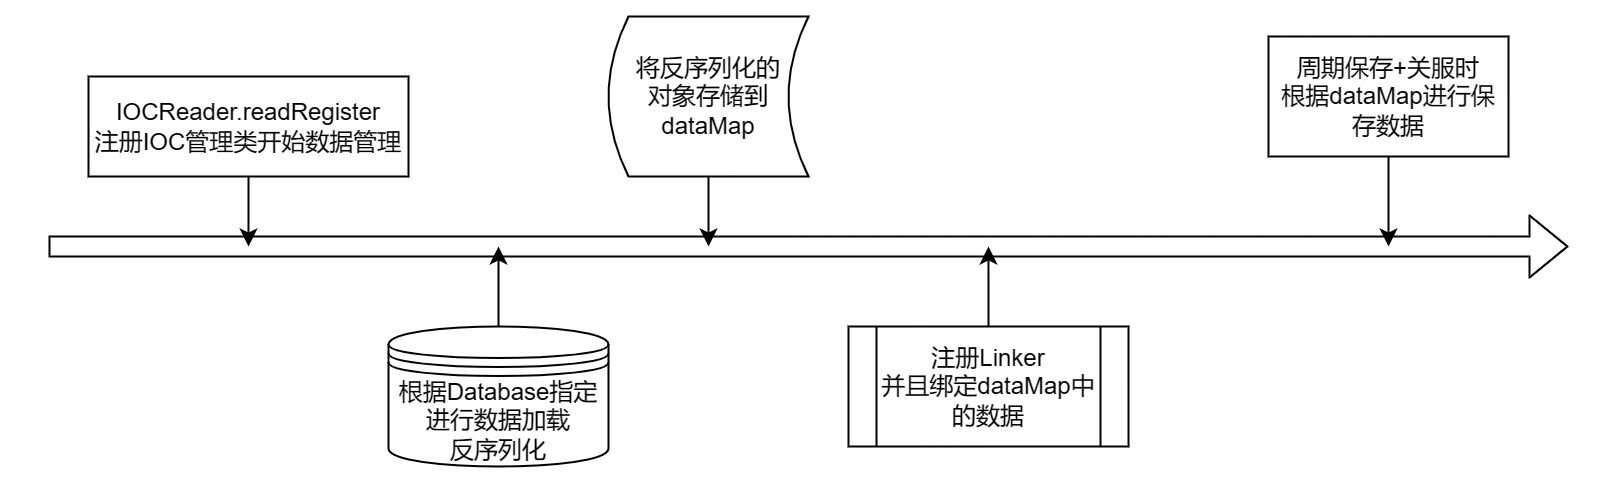 IOCReader.readRegister
注册IOC管理类开始数据管理
根据Database指定
进行数据加载
反序列化
将反序列化的
对象存储到
dataMap
注册Linker
并且绑定dataMap中
的数据
周期保存+关服时
根据dataMap进行保
存数据